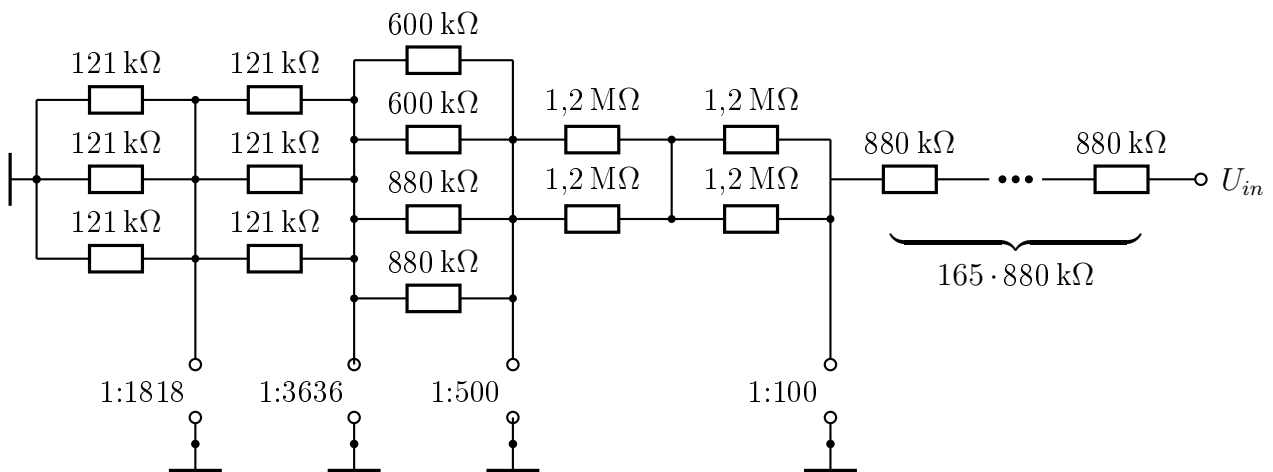 600 kΩ
121 kΩ 121 kΩ
600 kΩ 1,2 MΩ 1,2 MΩ
121 kΩ 121 kΩ 880 kΩ 880 kΩ
880 kΩ 1,2 MΩ 1,2 MΩ
U_in
121 kΩ 121 kΩ
880 kΩ
165·880 kΩ
1:1818 1:3636 1:500 1:100